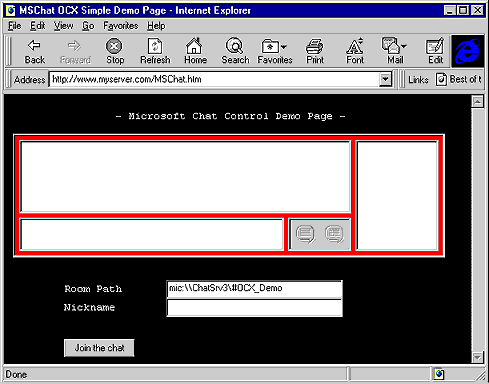 MSChat OCX Simple Demo Page - Internet Explorer
File Edit View Go Favorites Help
Back Forward Stop Refresh Home Search Favorites Print Font Mail Edit
Address http://www.myserver.com/MSChat.htm Links Best of t
- Microsoft Chat Control Demo Page -
Room Path mic:\\ChatSrv3\#OCX_Demo
Nickname
Join the chat
Done